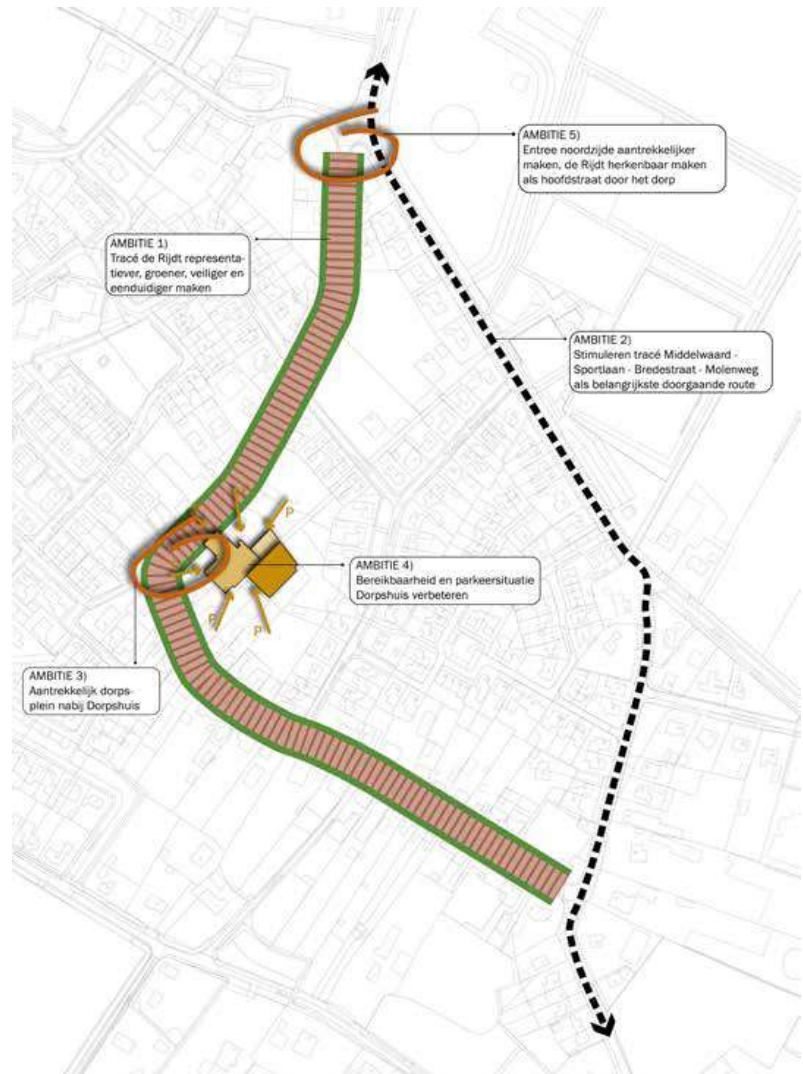 AMBITIE 5)
Entree noordzijde aantrekkelijker
maken, de Rijdt herkenbaar maken
als hoofdstraat door het dorp
AMBITIE 1)
Tracé de Rijdt representa-
tiever, groener, veiliger en
eenduidiger maken
AMBITIE 2)
Stimuleren tracé Middelwaard -
Sportlaan - Bredestraat - Molenweg
als belangrijkste doorgaande route
P
AMBITIE 4)
Bereikbaarheid en parkeersituatie
Dorpshuis verbeteren
P
P
AMBITIE 3)
Aantrekkelijk dorps-
plein nabij Dorpshuis